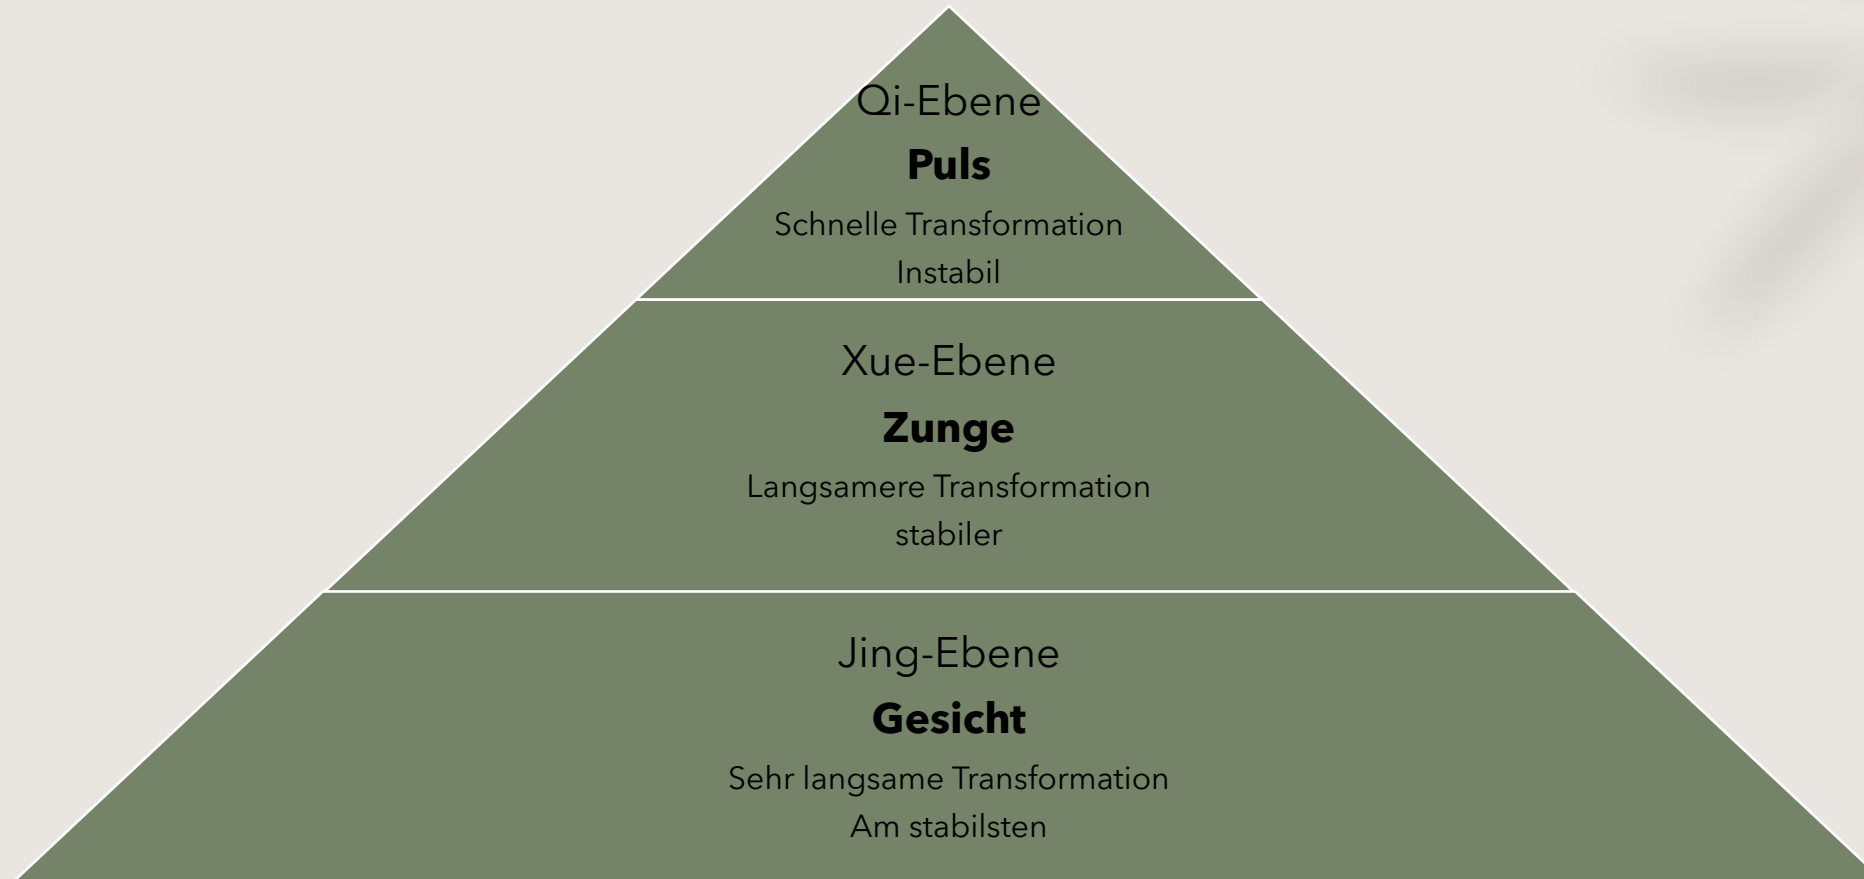 Qi-Ebene
Puls
Schnelle Transformation
Instabil
Xue-Ebene
Zunge
Langsamere Transformation
stabiler
Jing-Ebene
Gesicht
Sehr langsame Transformation
Am stabilsten